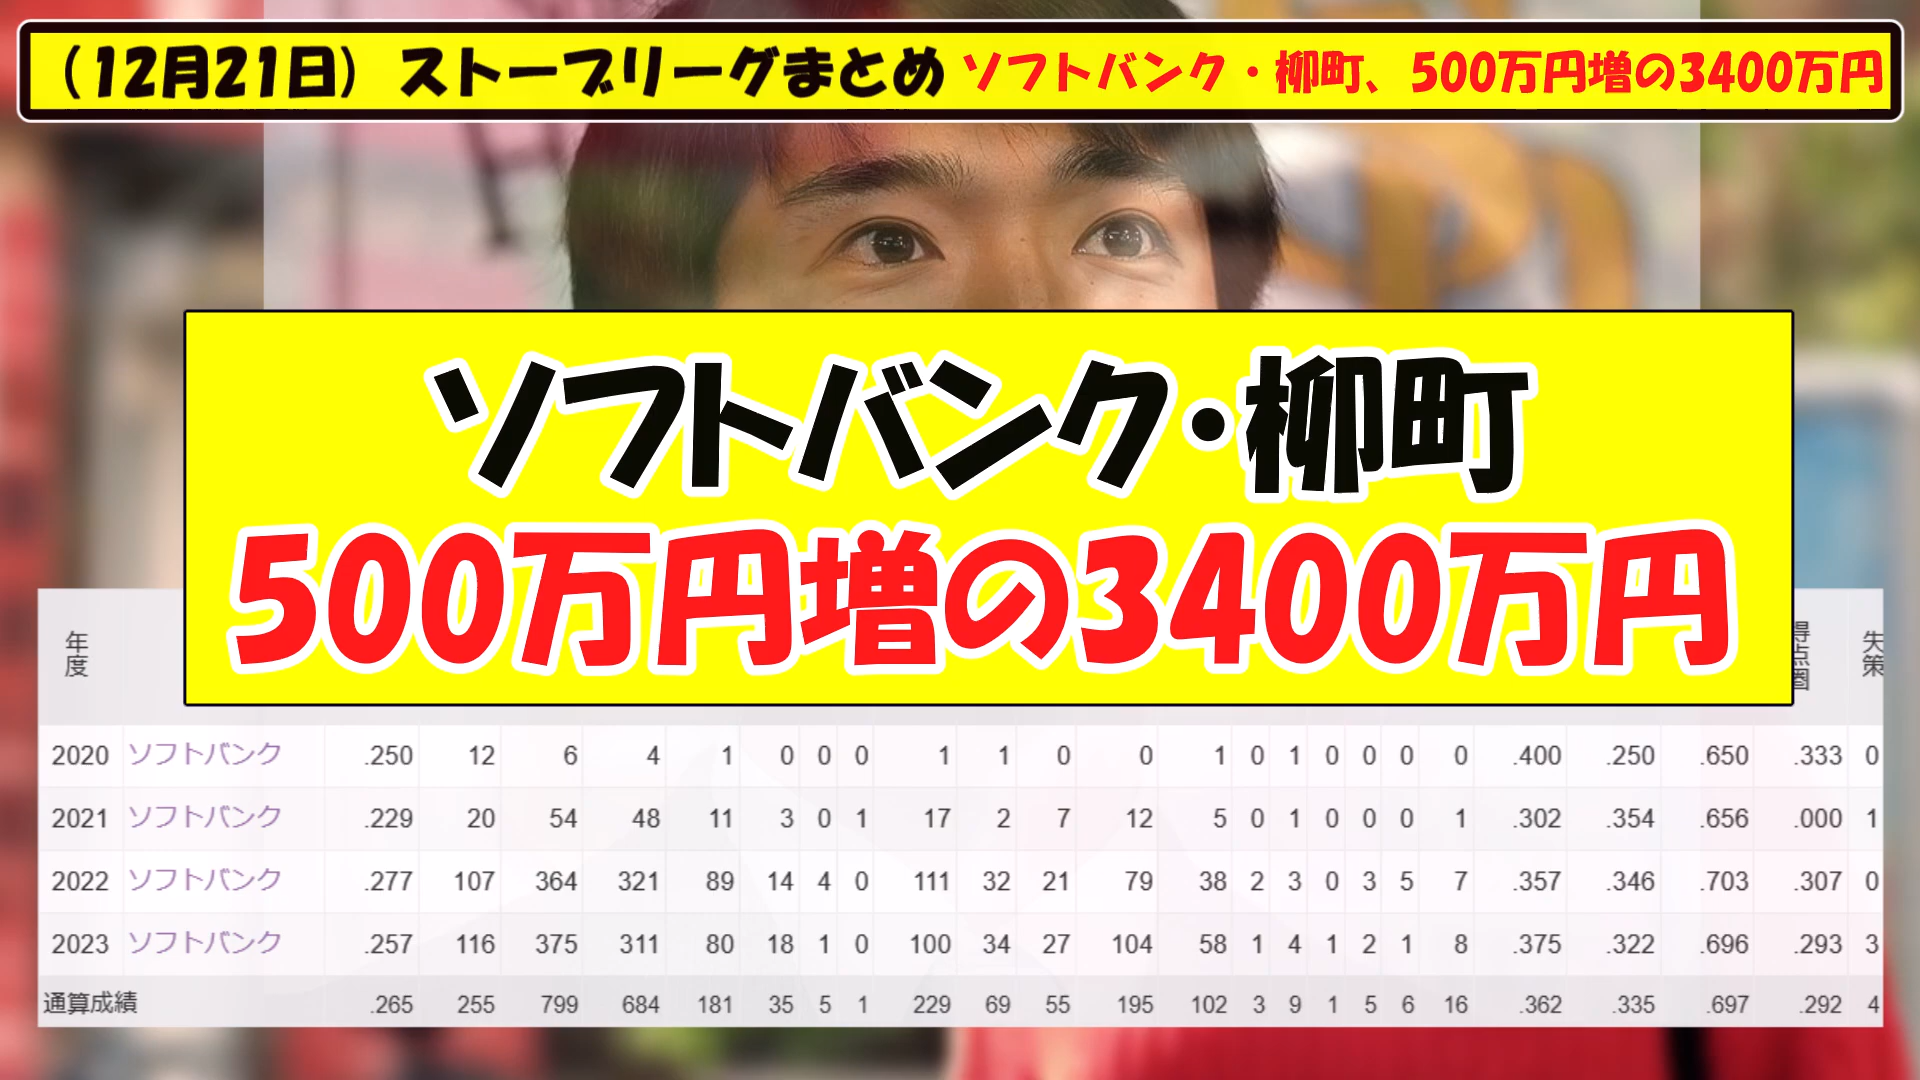 （12月21日） ストーブリーグまとめ ソフトバンク・柳町、500万円増の3400万円
ソフトバンク・柳町
500万円増の3400万円
年度 得点圏 失策
2020 ソフトバンク .250 12 6 4 1 0 0 0 1 1 0 0 1 0 1 0 0 0 0 .400 .250 .650 .333 0
2021 ソフトバンク .229 20 54 48 11 3 0 1 17 2 7 12 5 0 1 0 0 0 1 .302 .354 .656 .000 1
2022 ソフトバンク .277 107 364 321 89 14 4 0 111 32 21 79 38 2 3 0 3 5 7 .357 .346 .703 .307 0
2023 ソフトバンク .257 116 375 311 80 18 1 0 100 34 27 104 58 1 4 1 2 1 8 .375 .322 .696 .293 3
通算成績 .265 255 799 684 181 35 5 1 229 69 55 195 102 3 9 1 5 6 16 .362 .335 .697 .292 4